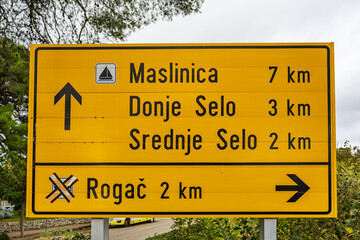 Maslinica 7 km
Donje Selo 3 km
Srednje Selo 2 km
Rogač 2 km